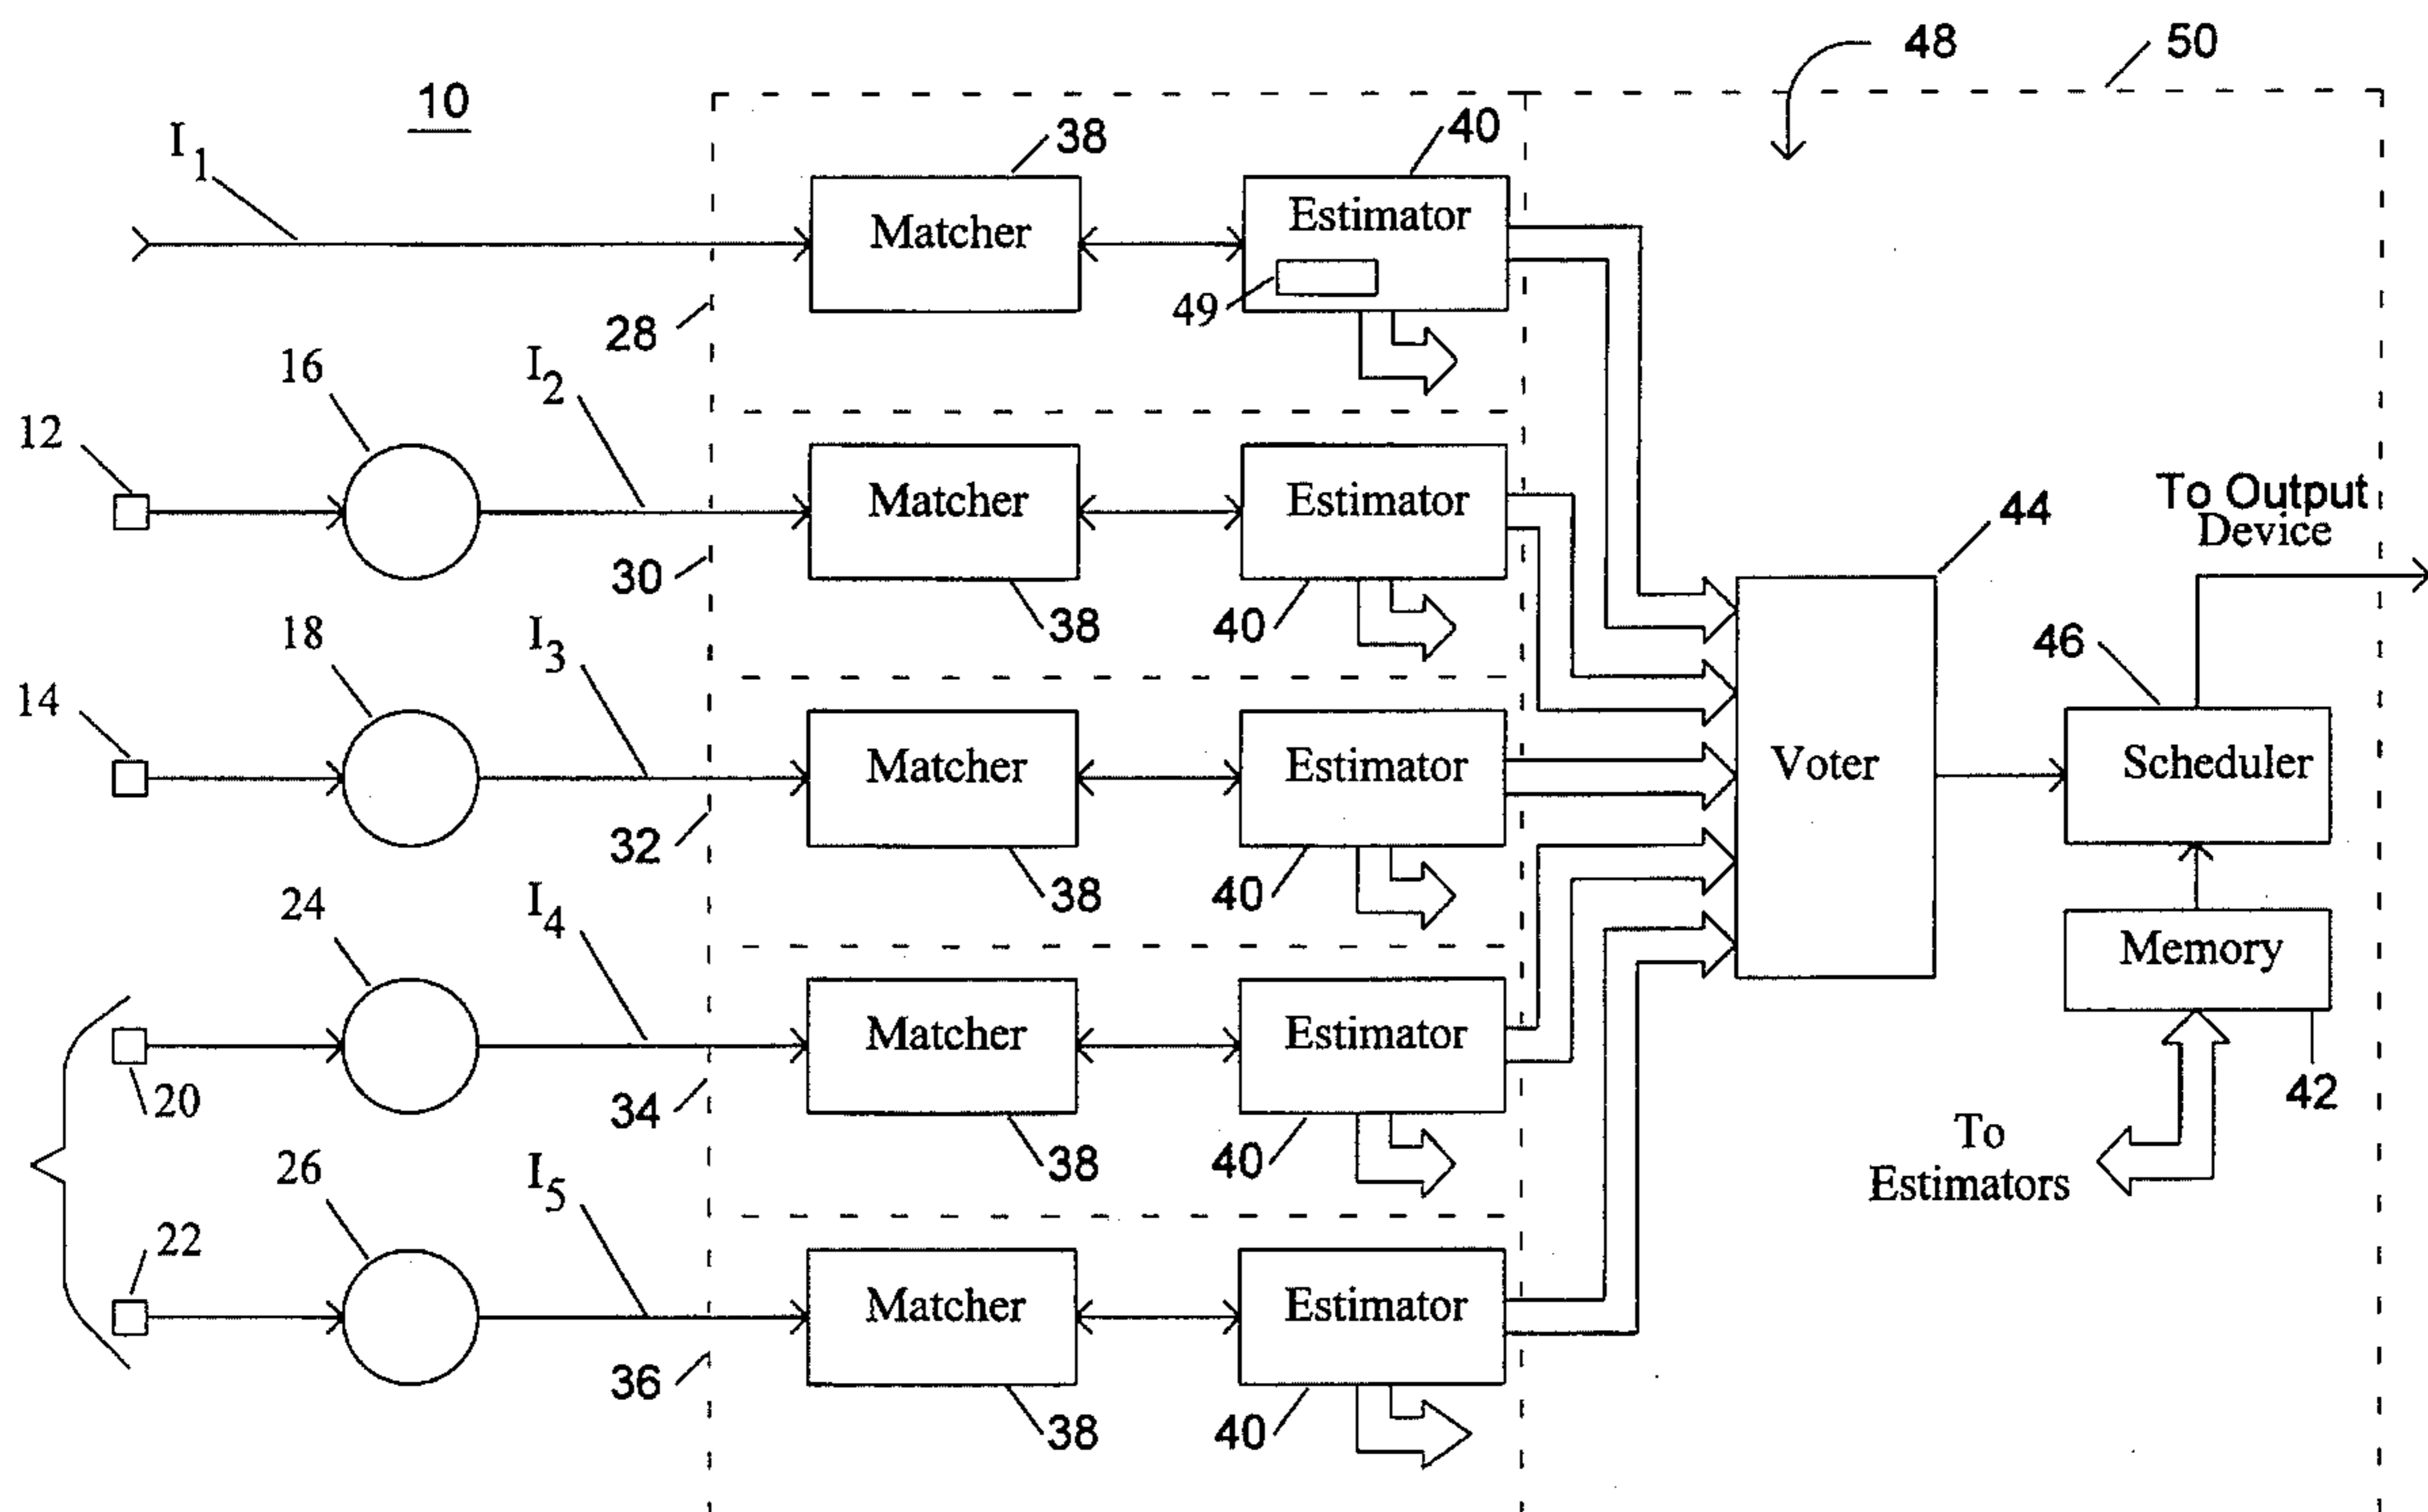 48
50
10
I1
38
40
Matcher
Estimator
49
28
16
I2
12
Matcher
Estimator
To Output
Device
44
30
38
40
18
I3
46
14
Matcher
Estimator
Voter
Scheduler
32
38
40
24
I4
Memory
Matcher
Estimator
20
34
42
38
40
To
Estimators
26
I5
22
Matcher
Estimator
36
38
40